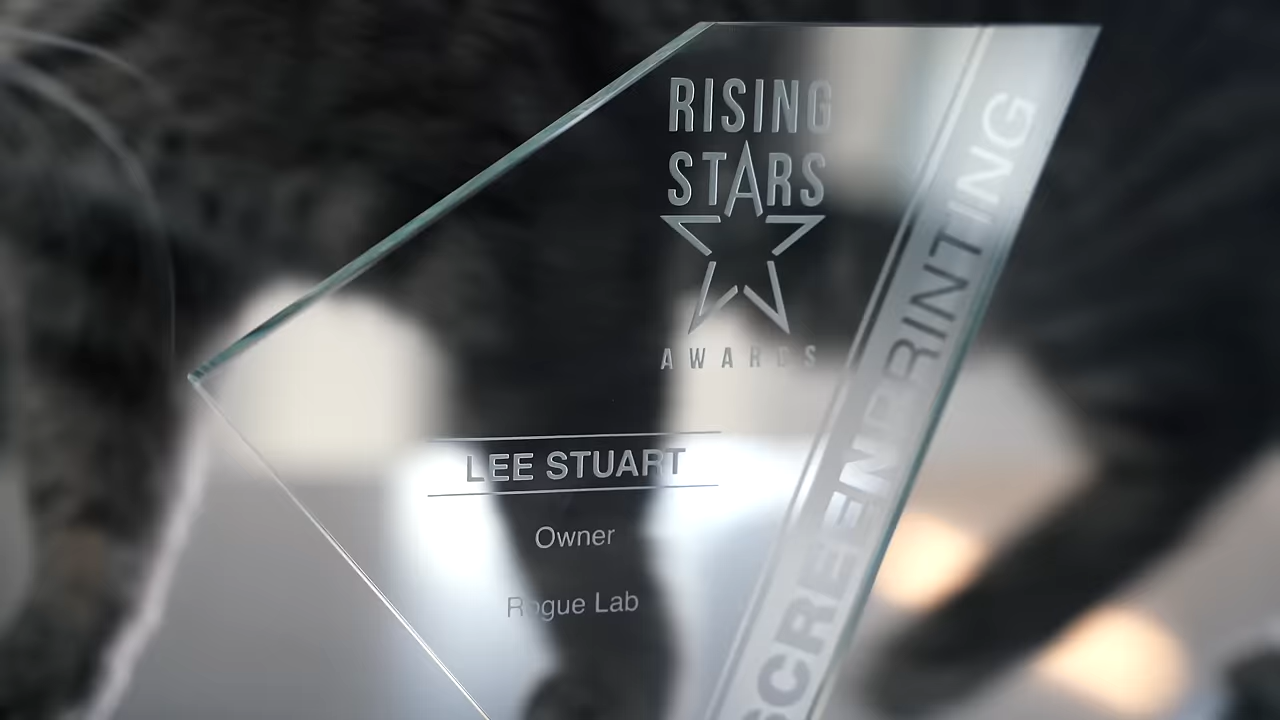 RISING
STARS
AWARDS
LEE STUART
Owner
Rogue Lab
SCREENPRINTING